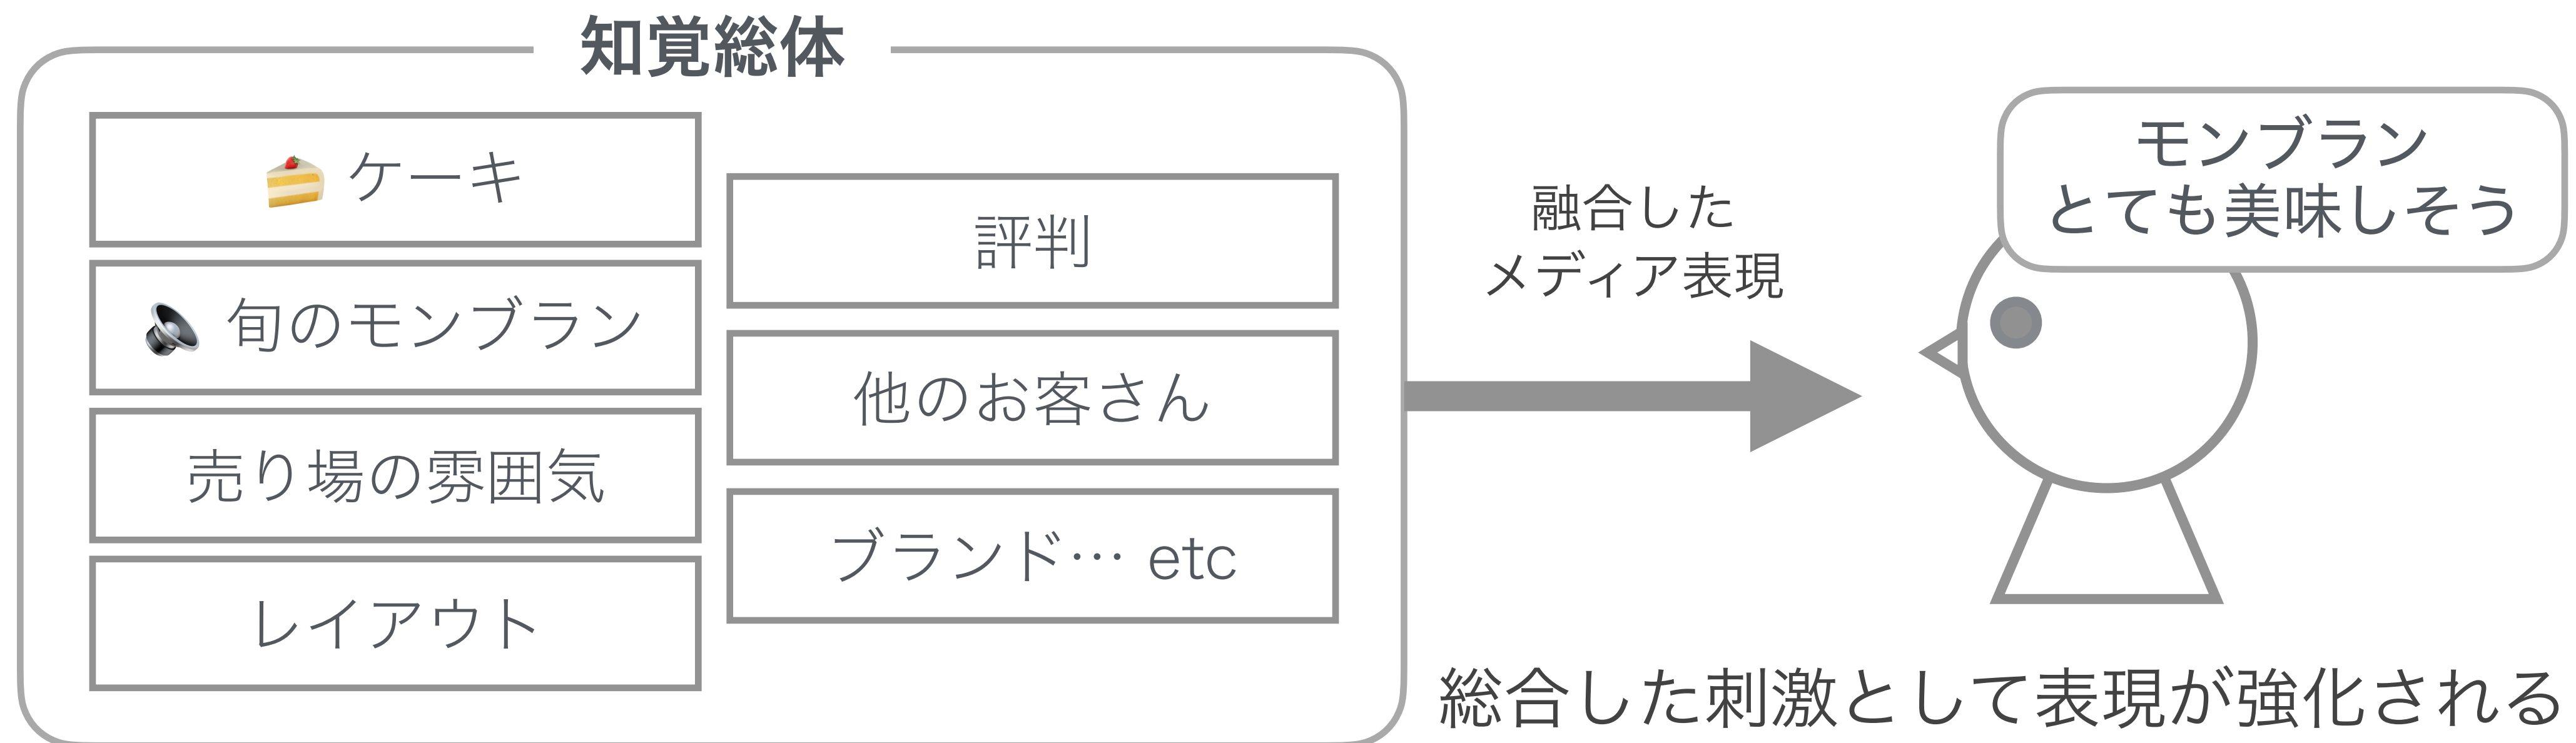 知覚総体
ケーキ
旬のモンブラン
売り場の雰囲気
レイアウト
評判
他のお客さん
ブランド… etc
融合した
メディア表現
モンブラン
とても美味しそう
総合した刺激として表現が強化される